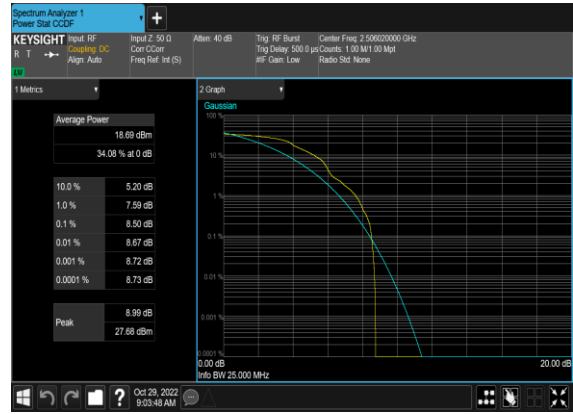 Spectrum Analyzer 1
Power Stat CCDF
+
KEYSIGHT
R T
LXI
Input: RF
Coupling: DC
Align: Auto
Input Z: 50 Ω
Corr CCorr
Freq Ref: Int (S)
Atten: 40 dB
Trig: RF Burst
Trig Delay: 500.0 µs
#IF Gain: Low
Center Freq: 2.506020000 GHz
Counts: 1.00 M/1.00 Mpt
Radio Std: None
1 Metrics
Average Power
18.69 dBm
34.08 % at 0 dB
10.0 % 5.20 dB
1.0 % 7.59 dB
0.1 % 8.50 dB
0.01 % 8.67 dB
0.001 % 8.72 dB
0.0001 % 8.73 dB
Peak
8.99 dB
27.68 dBm
2 Graph
Gaussian
100 %
10 %
1 %
0.1 %
0.01 %
0.001 %
0.0001 %
0.00 dB
20.00 dB
Info BW 25.000 MHz
?
Oct 29, 2022
9:03:48 AM